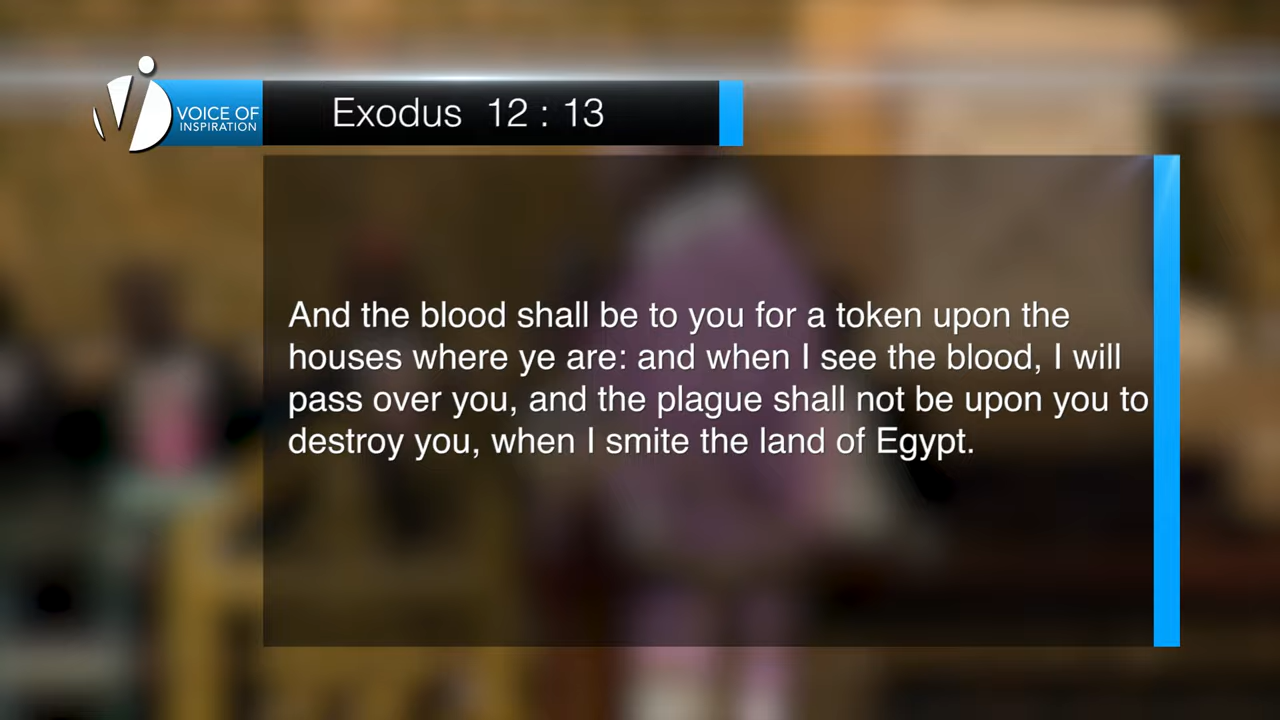 VOICE OF
INSPIRATION
Exodus 12 : 13
And the blood shall be to you for a token upon the
houses where ye are: and when I see the blood, I will
pass over you, and the plague shall not be upon you to
destroy you, when I smite the land of Egypt.